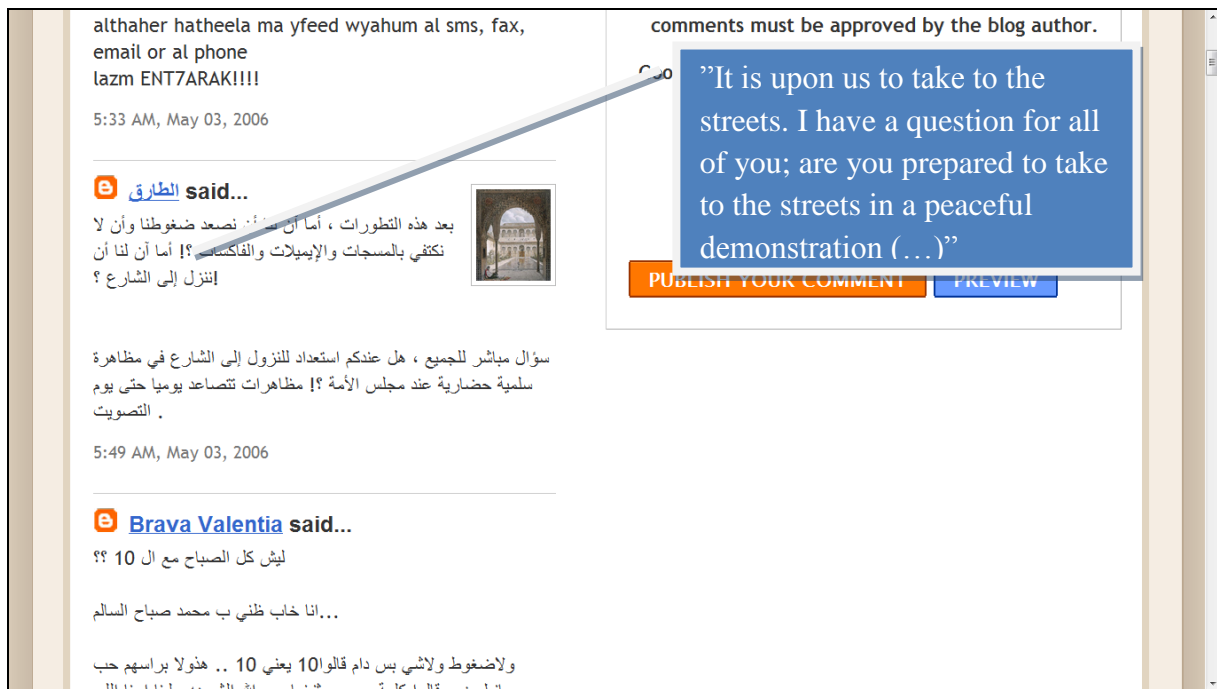 althaher hatheela ma yfeed wyahum al sms, fax,
email or al phone
lazm ENT7ARAK!!!!
5:33 AM, May 03, 2006
الطارق said...
بعد هذه التطورات ، أما آن لنا أن نصعد ضغوطنا وأن لا
نكتفي بالمسجات والإيميلات والفاكسات ؟! أما آن لنا أن
ننزل إلى الشارع ؟!
سؤال مباشر للجميع ، هل عندكم استعداد للنزول إلى الشارع في مظاهرة
سلمية حضارية عند مجلس الأمة ؟! مظاهرات تتصاعد يوميا حتى يوم
التصويت .
5:49 AM, May 03, 2006
Brava Valentia said...
ليش كل الصباح مع ال 10 ؟؟
انا خاب ظني ب محمد صباح السالم...
ولاضغوط ولاشي بس دام قالوا10 يعني 10 .. هذولا براسهم حب
comments must be approved by the blog author.
”It is upon us to take to the
streets. I have a question for all
of you; are you prepared to take
to the streets in a peaceful
demonstration (…)”
PUBLISH YOUR COMMENT
PREVIEW